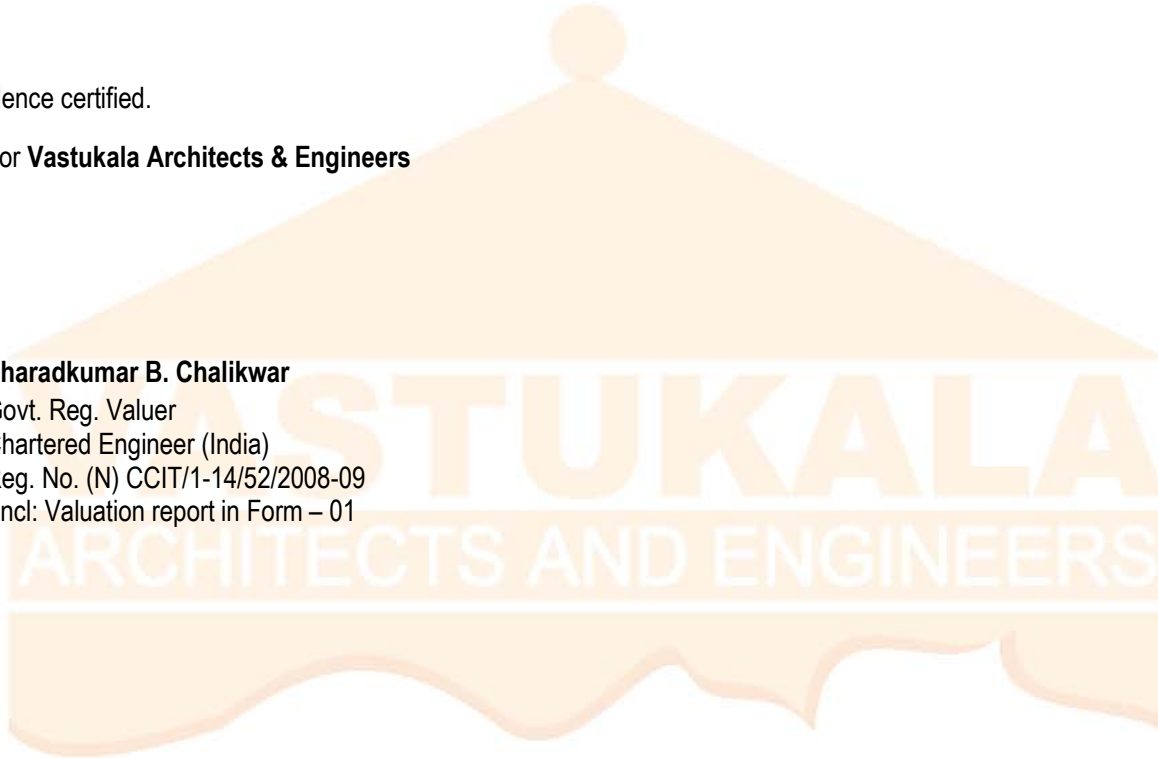 ence certified.
or Vastukala Architects & Engineers
haradkumar B. Chalikwar
ovt. Reg. Valuer
hartered Engineer (India)
eg. No. (N) CCIT/1-14/52/2008-09
ncl: Valuation report in Form – 01
VASTUKALA
ARCHITECTS AND ENGINEERS